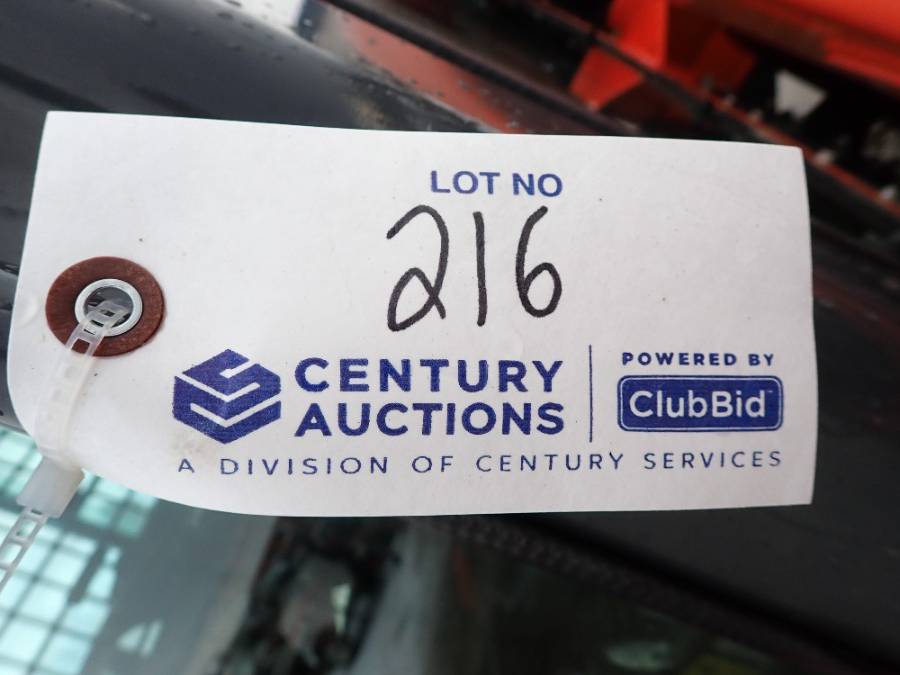 LOT NO
216
CENTURY
AUCTIONS
POWERED BY
ClubBid
A DIVISION OF CENTURY SERVICES